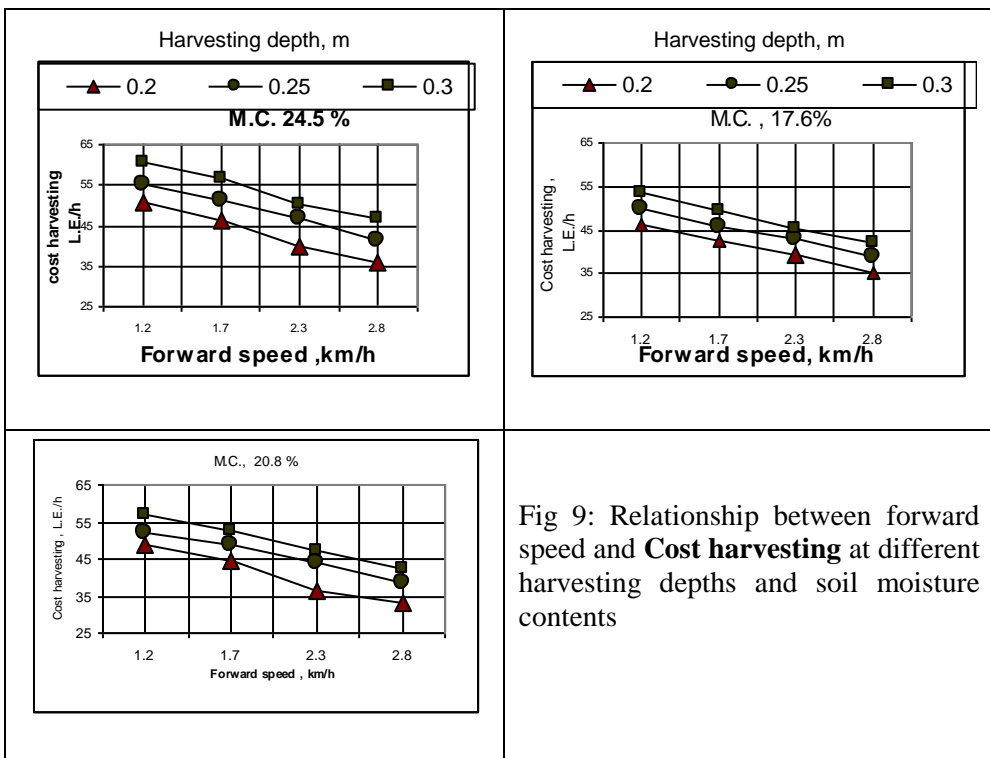 Harvesting depth, m
0.2 0.25 0.3
M.C. 24.5 %
cost harvesting
L.E./h
65
55
45
35
25
1.2 1.7 2.3 2.8
Forward speed ,km/h
Harvesting depth, m
0.2 0.25 0.3
M.C. , 17.6%
Cost harvesting ,
L.E./h
65
55
45
35
25
1.2 1.7 2.3 2.8
Forward speed, km/h
M.C., 20.8 %
Cost harvesting , L.E./h
65
55
45
35
25
1.2 1.7 2.3 2.8
Forward speed , km/h
Fig 9: Relationship between forward
speed and Cost harvesting at different
harvesting depths and soil moisture
contents